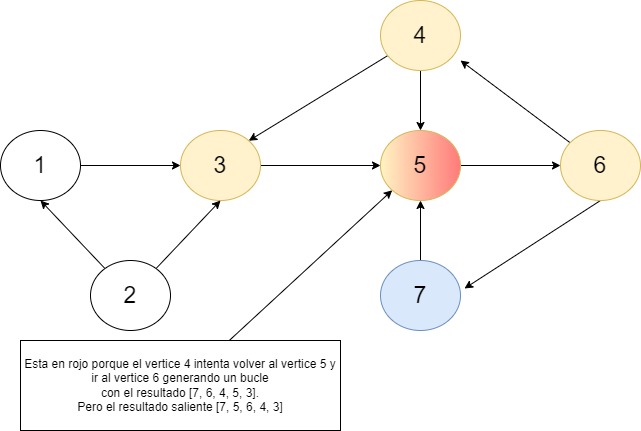 4
1
3
5
6
2
7
Esta en rojo porque el vertice 4 intenta volver al vertice 5 y
ir al vertice 6 generando un bucle
con el resultado [7, 6, 4, 5, 3].
Pero el resultado saliente [7, 5, 6, 4, 3]